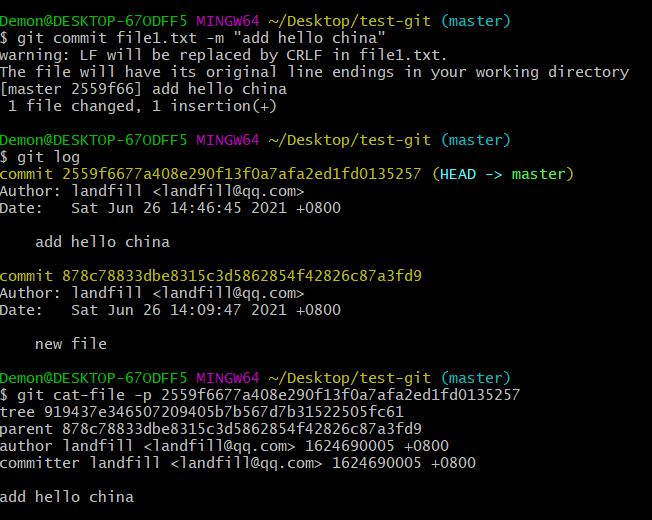 Demon@DESKTOP-67ODFF5 MINGW64 ~/Desktop/test-git (master)
$ git commit file1.txt -m "add hello china"
warning: LF will be replaced by CRLF in file1.txt.
The file will have its original line endings in your working directory
[master 2559f66] add hello china
 1 file changed, 1 insertion(+)

Demon@DESKTOP-67ODFF5 MINGW64 ~/Desktop/test-git (master)
$ git log
commit 2559f6677a408e290f13f0a7afa2ed1fd0135257 (HEAD -> master)
Author: landfill <landfill@qq.com>
Date:   Sat Jun 26 14:46:45 2021 +0800

    add hello china

commit 878c78833dbe8315c3d5862854f42826c87a3fd9
Author: landfill <landfill@qq.com>
Date:   Sat Jun 26 14:09:47 2021 +0800

    new file

Demon@DESKTOP-67ODFF5 MINGW64 ~/Desktop/test-git (master)
$ git cat-file -p 2559f6677a408e290f13f0a7afa2ed1fd0135257
tree 919437e346507209405b7b567d7b31522505fc61
parent 878c78833dbe8315c3d5862854f42826c87a3fd9
author landfill <landfill@qq.com> 1624690005 +0800
committer landfill <landfill@qq.com> 1624690005 +0800

add hello china